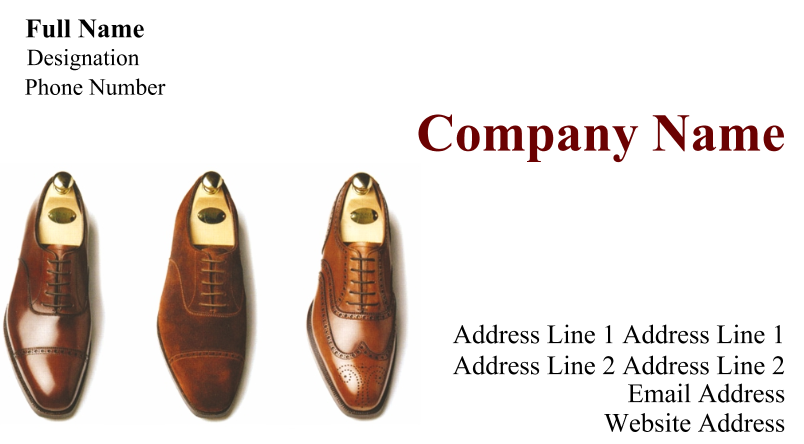 Full Name
Designation
Phone Number
Company Name
Address Line 1 Address Line 1
Address Line 2 Address Line 2
Email Address
Website Address